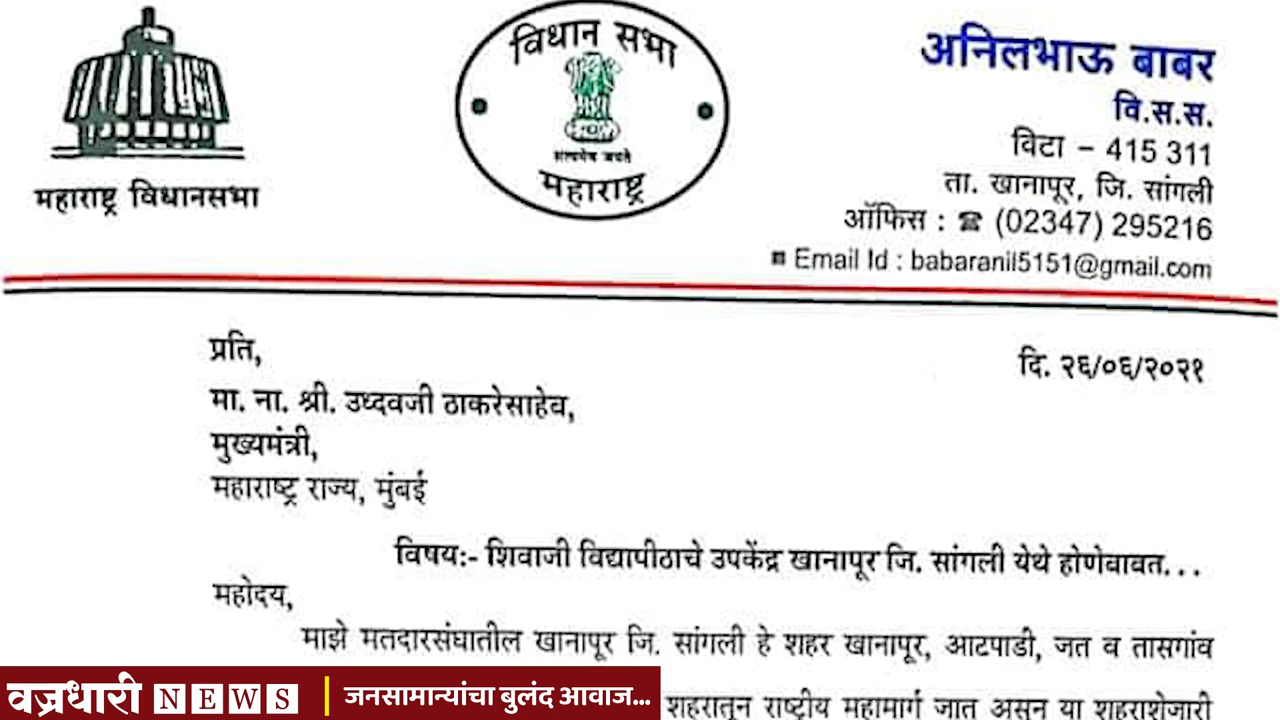 विधान सभा
सत्यमेव जयते
महाराष्ट्र
महाराष्ट्र विधानसभा
अनिलभाऊ बाबर
वि.स.स.
विटा – 415 311
ता. खानापूर, जि. सांगली
ऑफिस : ☎ (02347) 295216
■ Email Id : babaranil5151@gmail.com
प्रति,
दि. २६/०६/२०२१
मा. ना. श्री. उध्दवजी ठाकरेसाहेव,
मुख्यमंत्री,
महाराष्ट्र राज्य, मुंबई
विषय:- शिवाजी विद्यापीठाचे उपकेंद्र खानापूर जि. सांगली येथे होणेवावत...
महोदय,
माझे मतदारसंघातील खानापूर जि. सांगली हे शहर खानापूर, आटपाडी, जत व तासगांव
शहरातून राष्ट्रीय महामार्ग जात असून या शहराशेजारी
वज्रधारी NEWS
जनसामान्यांचा बुलंद आवाज...